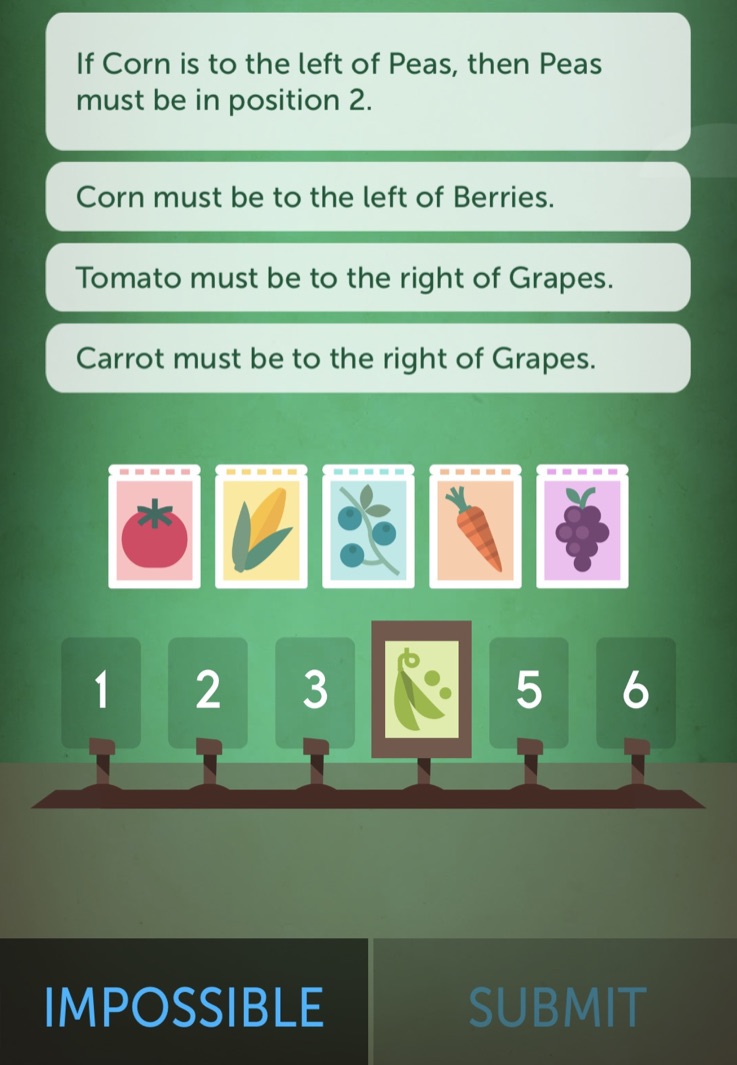 If Corn is to the left of Peas, then Peas
must be in position 2.
Corn must be to the left of Berries.
Tomato must be to the right of Grapes.
Carrot must be to the right of Grapes.
1 2 3 5 6
IMPOSSIBLE SUBMIT